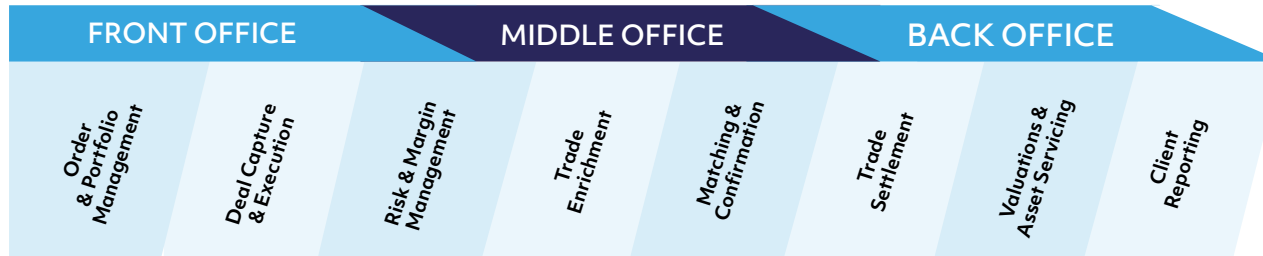 FRONT OFFICE
MIDDLE OFFICE
BACK OFFICE
Order
& Portfolio
Management
Deal Capture
& Execution
Risk & Margin
Management
Trade
Enrichment
Matching &
Confirmation
Trade
Settlement
Valuations &
Asset Servicing
Client
Reporting